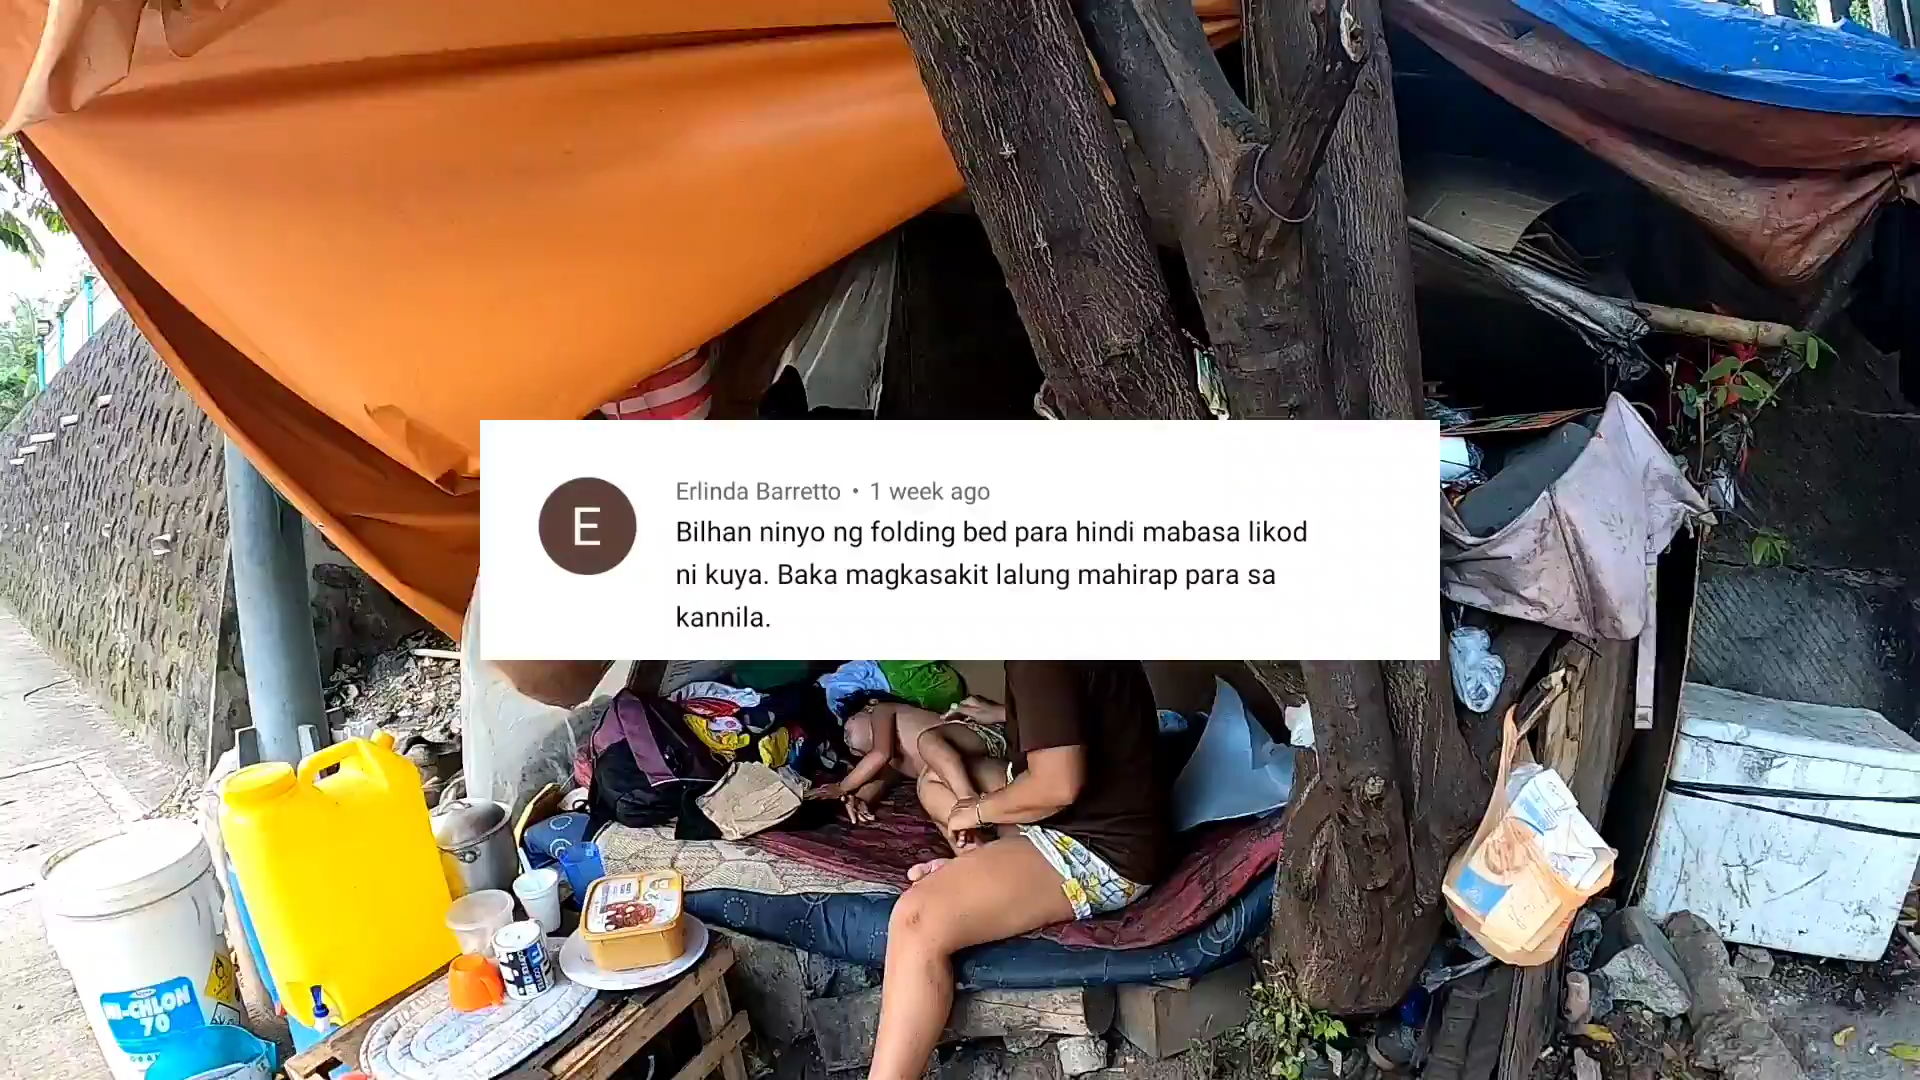 E
Erlinda Barretto • 1 week ago
Bilhan ninyo ng folding bed para hindi mabasa likod
ni kuya. Baka magkasakit lalung mahirap para sa
kannila.
HI-CHLON
70